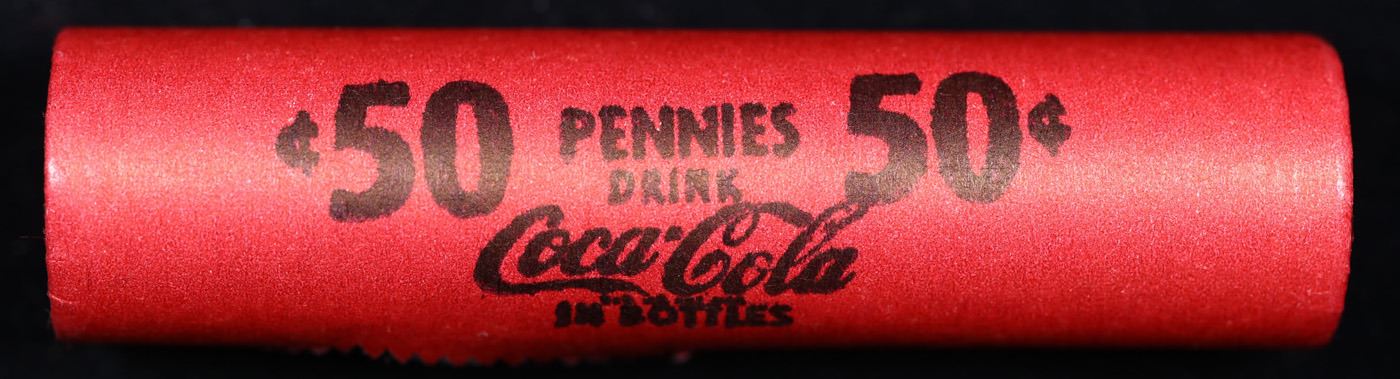 ¢50 PENNIES 50¢
DRINK
Coca-Cola
IN BOTTLES